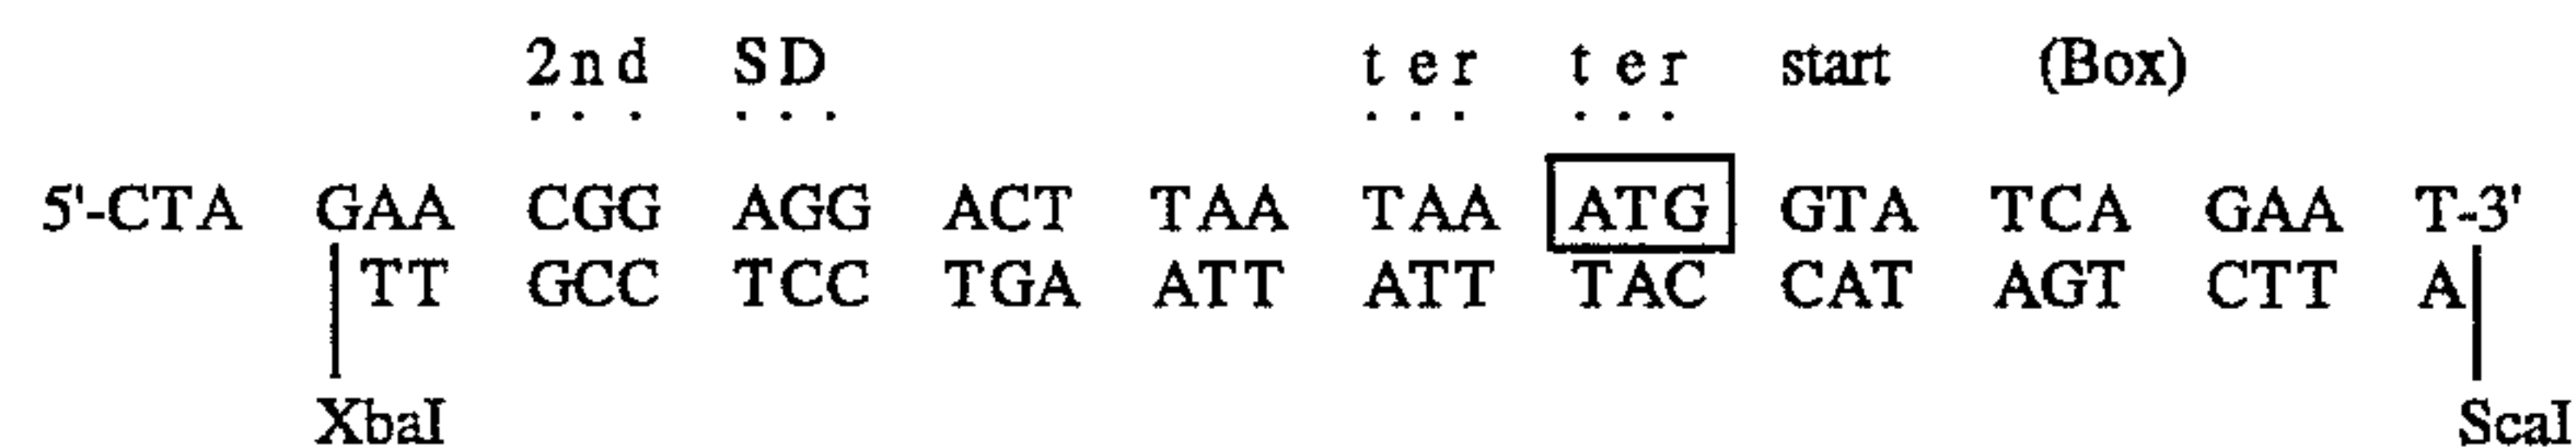 2nd SD ter ter start (Box)
... ... ... ...
5'-CTA GAA CGG AGG ACT TAA TAA ATG GTA TCA GAA T-3'
TT GCC TCC TGA ATT ATT TAC CAT AGT CTT A
XbaI ScaI